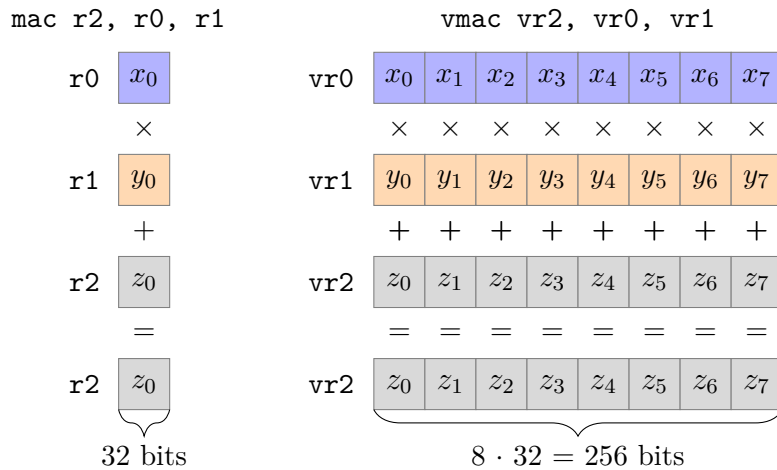 mac r2, r0, r1 vmac vr2, vr0, vr1
r0 x₀ vr0 x₀ x₁ x₂ x₃ x₄ x₅ x₆ x₇
× × × × × × × × ×
r1 y₀ vr1 y₀ y₁ y₂ y₃ y₄ y₅ y₆ y₇
+ + + + + + + + +
r2 z₀ vr2 z₀ z₁ z₂ z₃ z₄ z₅ z₆ z₇
= = = = = = = = =
r2 z₀ vr2 z₀ z₁ z₂ z₃ z₄ z₅ z₆ z₇
32 bits 8 · 32 = 256 bits